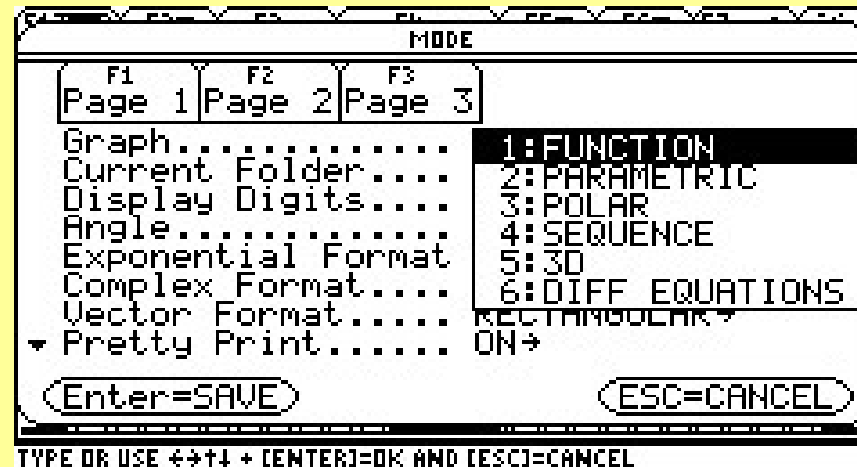 MODE
F1 F2 F3
Page 1 Page 2 Page 3
Graph.............
1:FUNCTION
Current Folder....
2:PARAMETRIC
Display Digits....
3:POLAR
Angle.............
4:SEQUENCE
Exponential Format
5:3D
Complex Format....
6:DIFF EQUATIONS
Vector Format..... RECTANGULAR→
Pretty Print...... ON→
Enter=SAVE ESC=CANCEL
TYPE OR USE ←→↑↓ + [ENTER]=OK AND [ESC]=CANCEL